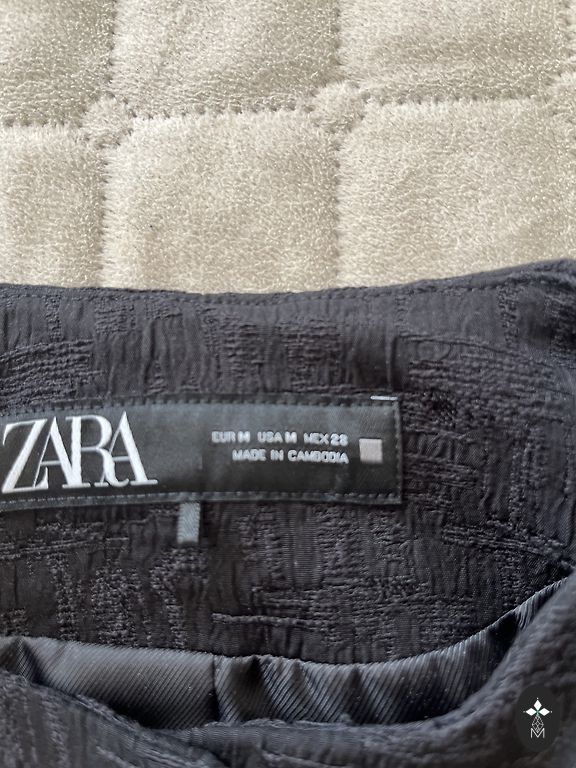 ZARA
EUR M USA M MEX 28
MADE IN CAMBODIA
M